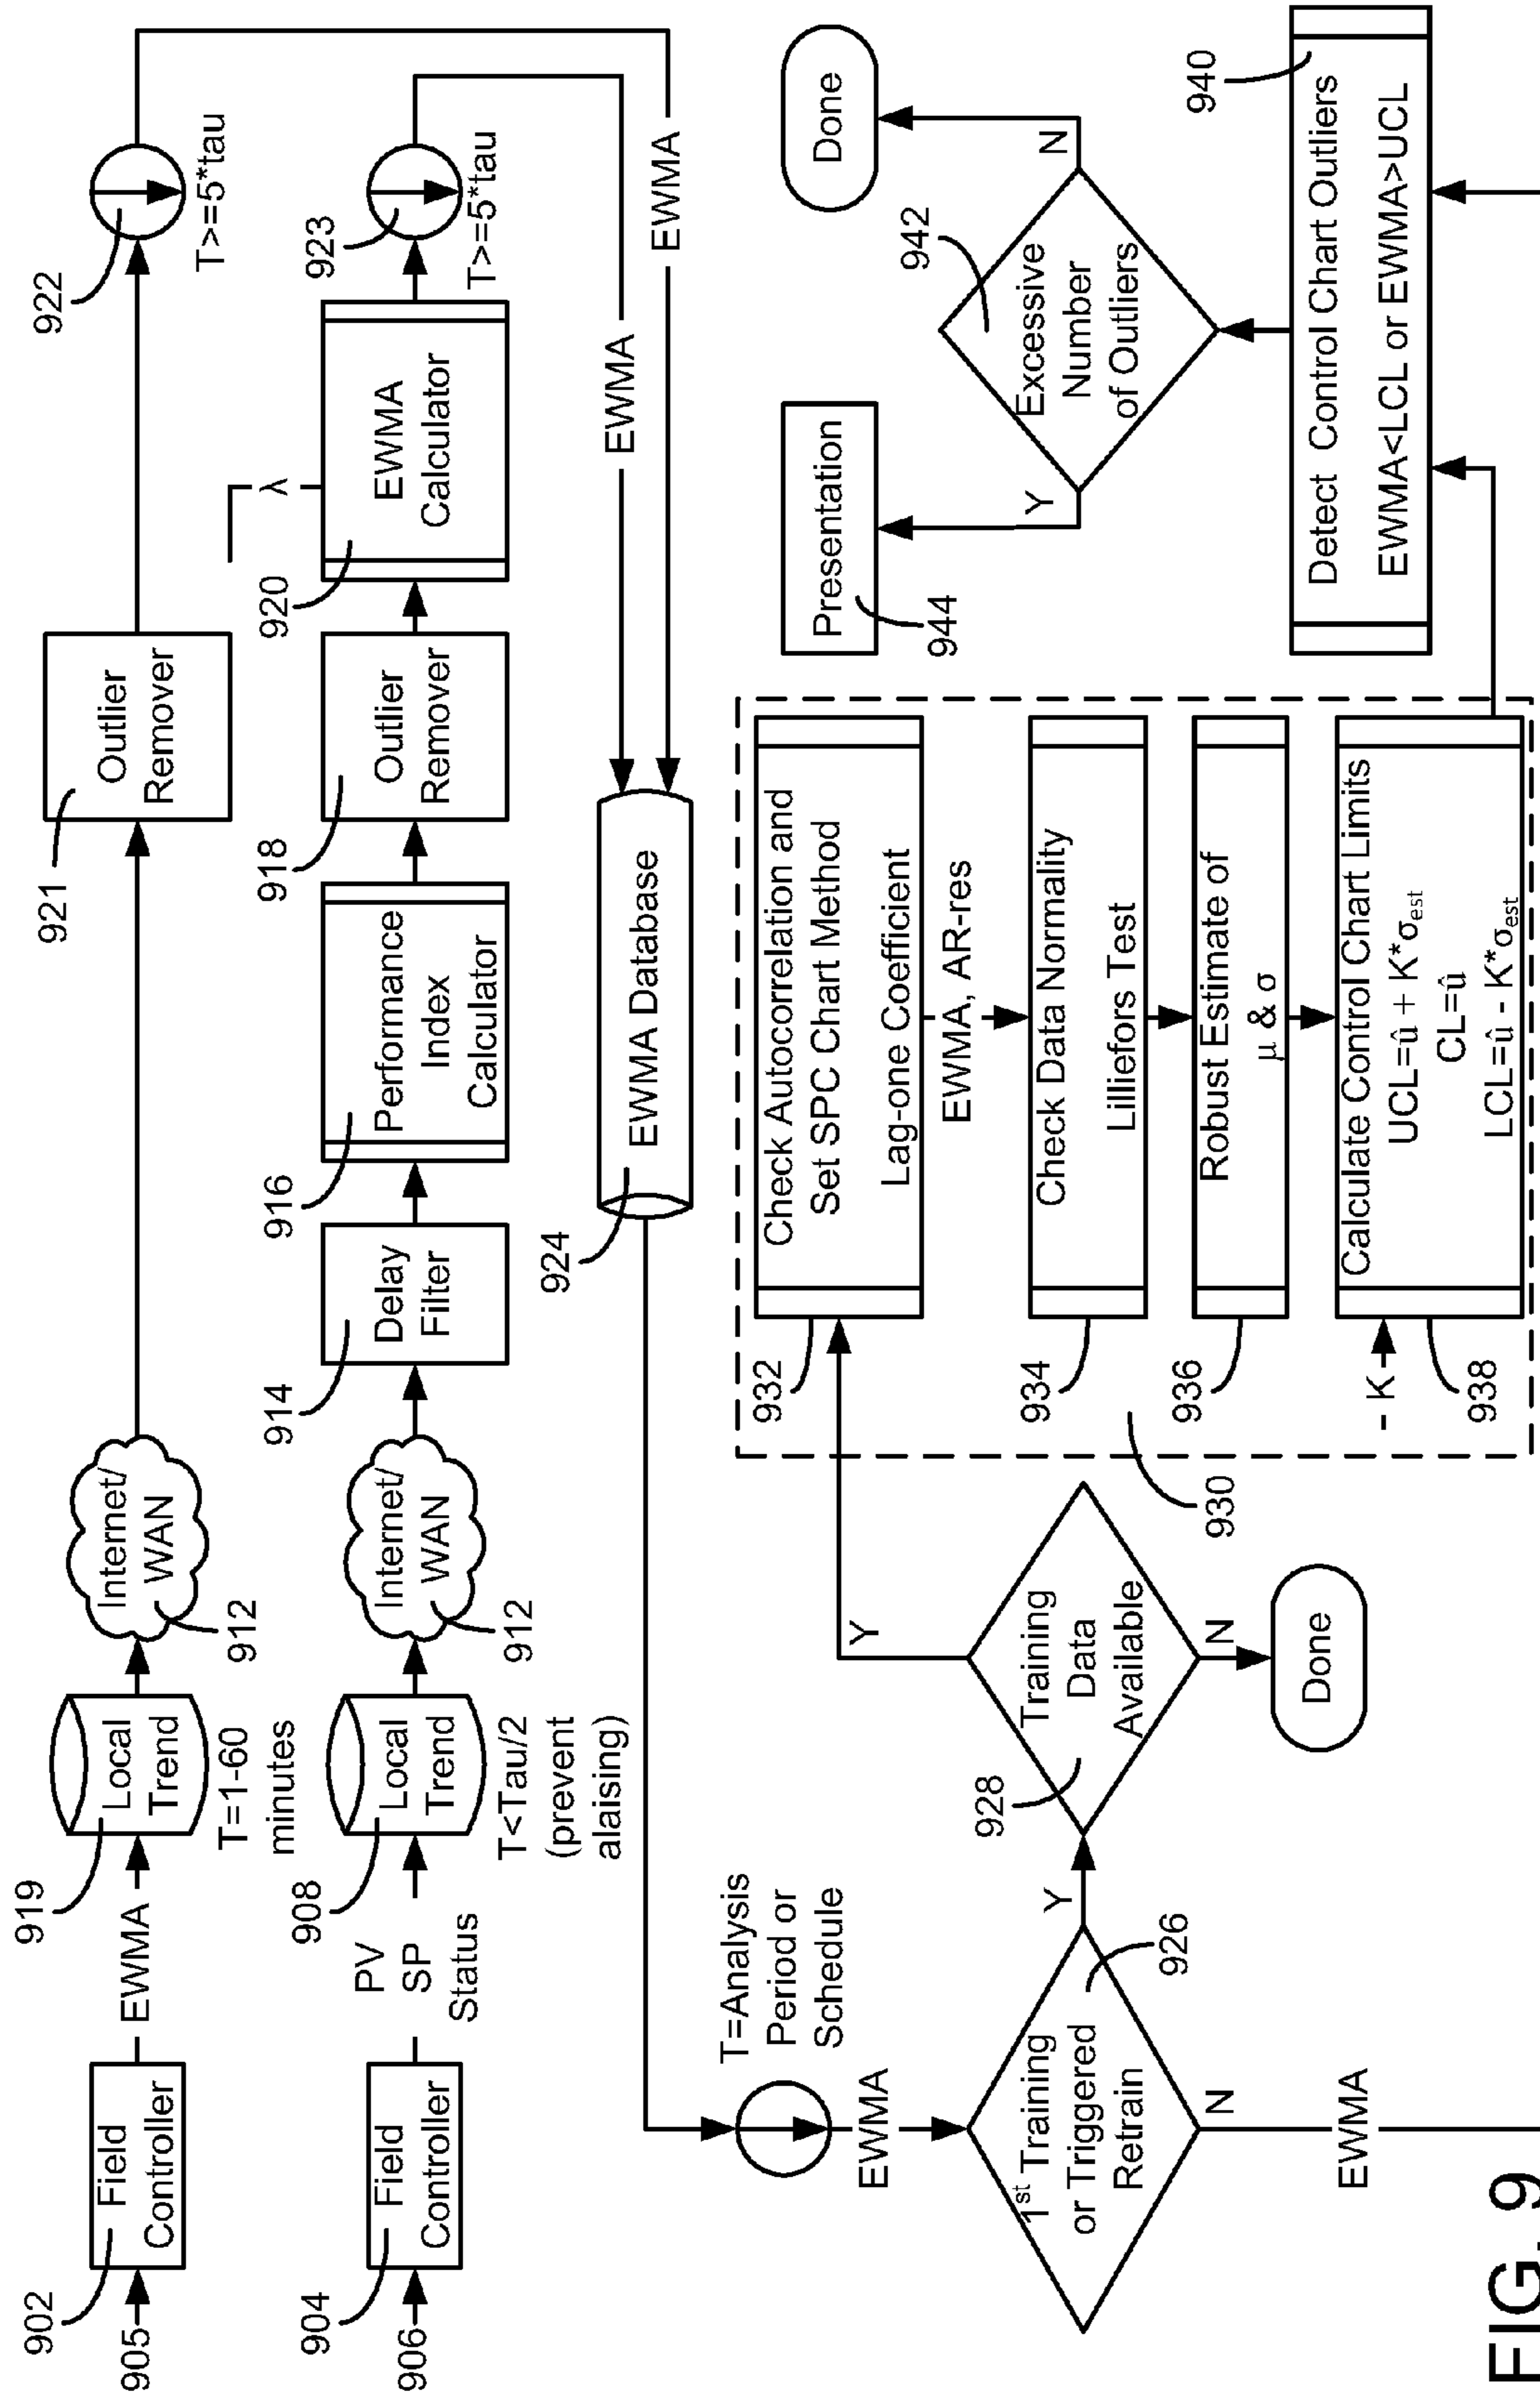 902
905
Field
Controller
EWMA
919
Local
Trend
T=1-60
minutes
Internet/
WAN
912
921
Outlier
Remover
922
T>=5*tau
904
906
Field
Controller
PV
SP
Status
908
Local
Trend
T<Tau/2
(prevent
alaising)
Internet/
WAN
912
914
Delay
Filter
916
Performance
Index
Calculator
918
Outlier
Remover
920
λ
EWMA
Calculator
923
T>=5*tau
EWMA
EWMA
924
EWMA Database
T=Analysis
Period or
Schedule
EWMA
1st Training
or Triggered
Retrain
926
Y
N
EWMA
928
Training
Data
Available
Y
N
Done
930
932
Check Autocorrelation and
Set SPC Chart Method
Lag-one Coefficient
EWMA, AR-res
934
Check Data Normality
Lilliefors Test
936
Robust Estimate of
μ & σ
- K
938
Calculate Control Chart Limits
UCL=û + K*σest
CL=û
LCL=û - K*σest
Presentation
944
Done
942
Excessive
Number
of Outliers
Y
N
940
Detect Control Chart Outliers
EWMA<LCL or EWMA>UCL
FIG. 9